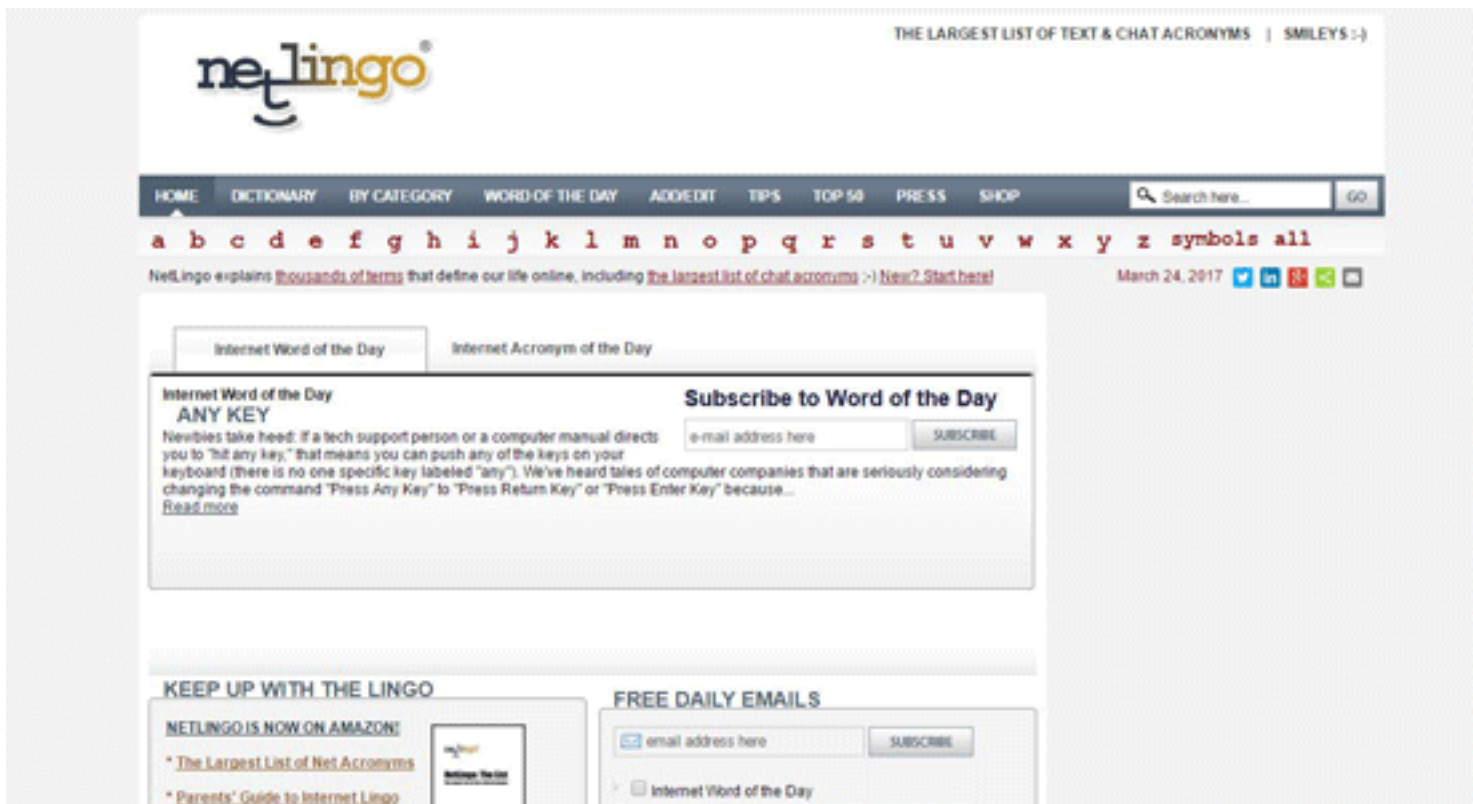 netlingo®
THE LARGEST LIST OF TEXT & CHAT ACRONYMS | SMILEYS :-)
HOME DICTIONARY BY CATEGORY WORD OF THE DAY ADD/EDIT TIPS TOP 50 PRESS SHOP Search here... GO
a b c d e f g h i j k l m n o p q r s t u v w x y z symbols all
NetLingo explains thousands of terms that define our life online, including the largest list of chat acronyms :-) New? Start here! March 24, 2017 in
Internet Word of the Day Internet Acronym of the Day
Internet Word of the Day
ANY KEY
Subscribe to Word of the Day
e-mail address here SUBSCRIBE
Newbies take heed: If a tech support person or a computer manual directs
you to "hit any key," that means you can push any of the keys on your
keyboard (there is no one specific key labeled "any"). We've heard tales of computer companies that are seriously considering
changing the command "Press Any Key" to "Press Return Key" or "Press Enter Key" because...
Read more
KEEP UP WITH THE LINGO
NETLINGO IS NOW ON AMAZON!
* The Largest List of Net Acronyms
* Parents' Guide to Internet Lingo
netlingo
NetLingo: The List
FREE DAILY EMAILS
email address here SUBSCRIBE
Internet Word of the Day